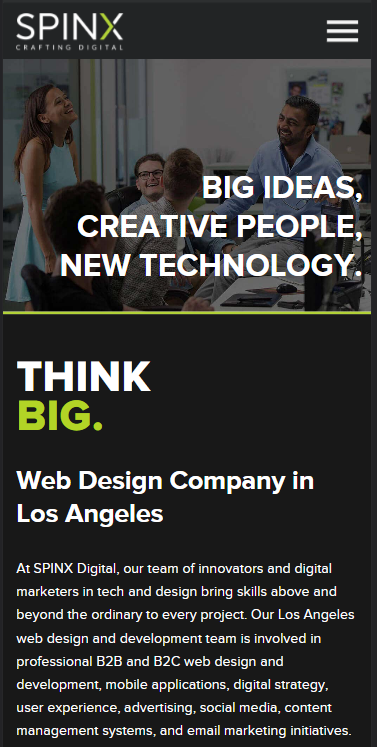 SPINX
CRAFTING DIGITAL
BIG IDEAS,
CREATIVE PEOPLE,
NEW TECHNOLOGY.
THINK
BIG.
Web Design Company in
Los Angeles
At SPINX Digital, our team of innovators and digital
marketers in tech and design bring skills above and
beyond the ordinary to every project. Our Los Angeles
web design and development team is involved in
professional B2B and B2C web design and
development, mobile applications, digital strategy,
user experience, advertising, social media, content
management systems, and email marketing initiatives.